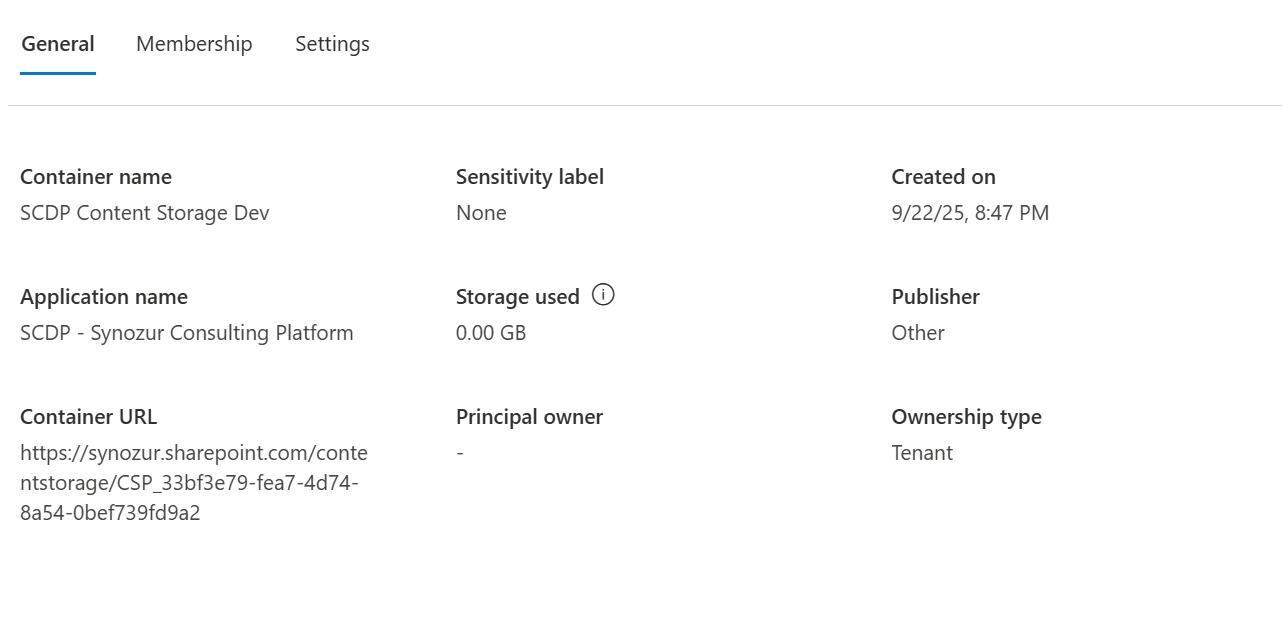 General Membership Settings
Container name
SCDP Content Storage Dev
Sensitivity label
None
Created on
9/22/25, 8:47 PM
Application name
SCDP - Synozur Consulting Platform
Storage used
0.00 GB
Publisher
Other
Container URL
https://synozur.sharepoint.com/conte
ntstorage/CSP_33bf3e79-fea7-4d74-
8a54-0bef739fd9a2
Principal owner
-
Ownership type
Tenant